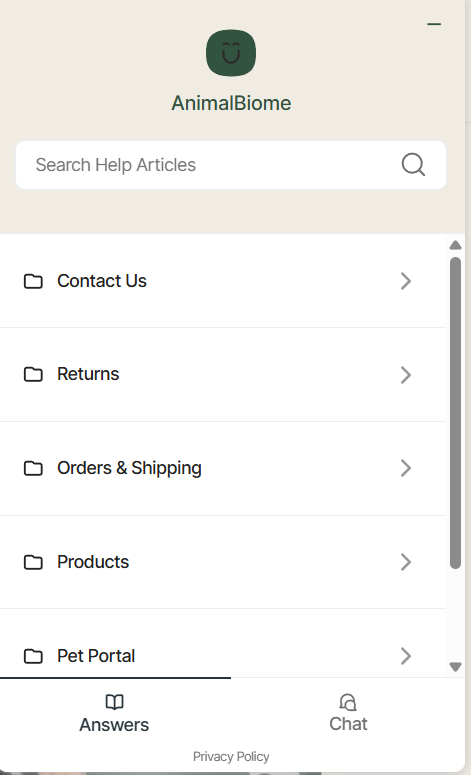 AnimalBiome
Search Help Articles
Contact Us
Returns
Orders & Shipping
Products
Pet Portal
Answers
Chat
Privacy Policy